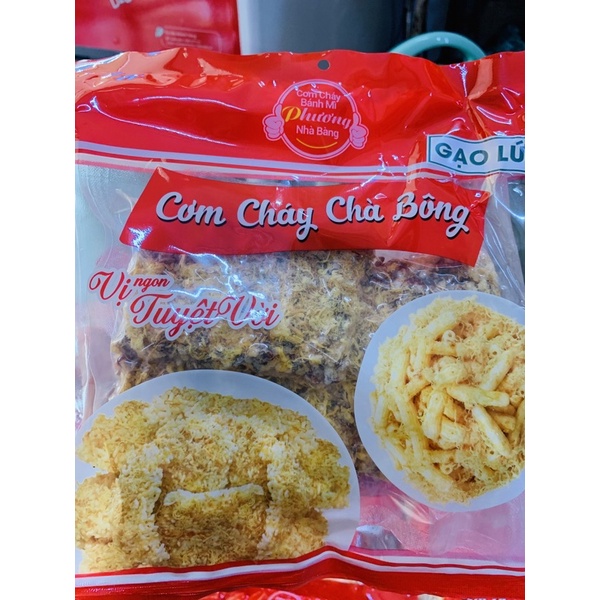 Cơm Cháy
Bánh Mì
Phương
Nhà Bàng
GẠO LỨ
Cơm Cháy Chà Bông
Vị ngon
Tuyệt Vời